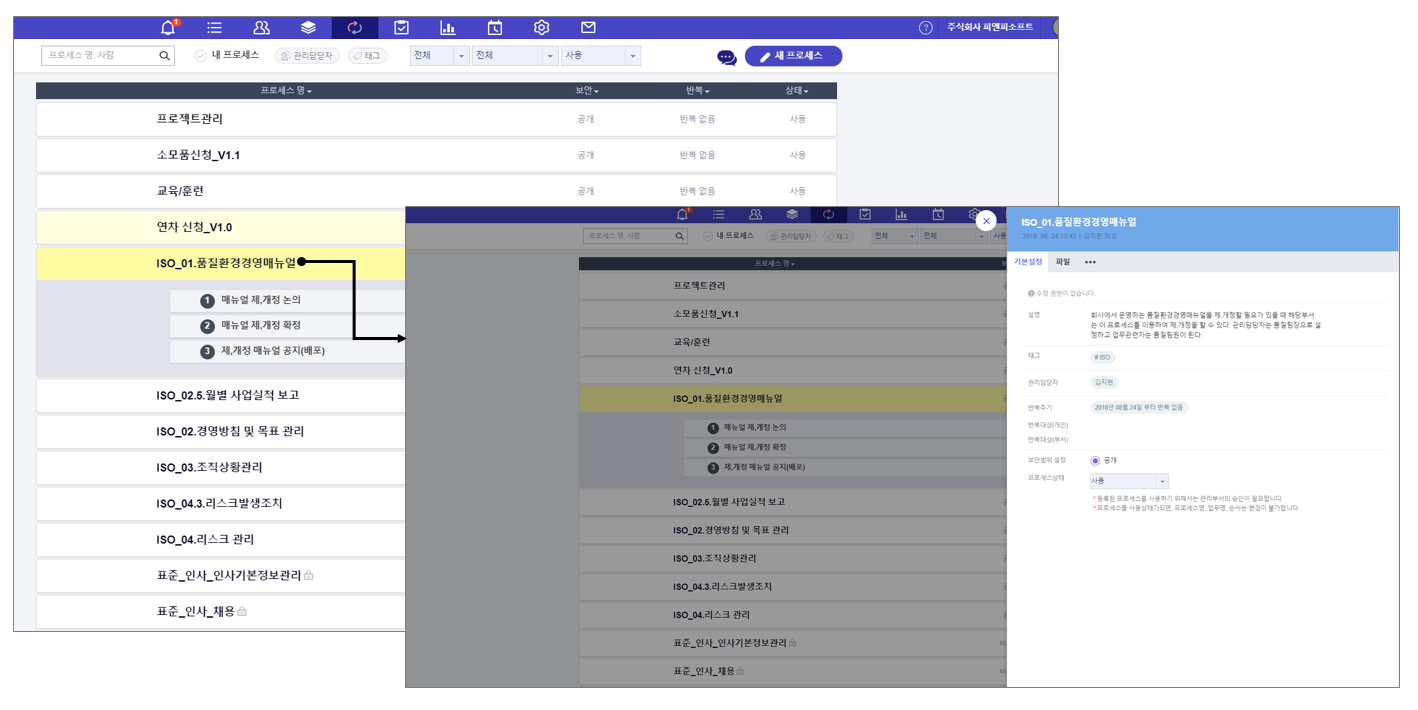 1
? 주식회사 피앤피소프트
프로세스 명, 사람
내 프로세스
관리담당자
태그
전체
전체
사용
새 프로세스
프로세스 명
보안
반복
상태
프로젝트관리 공개 반복 없음 사용
소모품신청_V1.1 공개 반복 없음 사용
교육/훈련 공개 반복 없음 사용
연차 신청_V1.0
ISO_01.품질환경경영매뉴얼
1 매뉴얼 제,개정 논의
2 매뉴얼 제,개정 확정
3 제,개정 매뉴얼 공지(배포)
ISO_02.5.월별 사업실적 보고
ISO_02.경영방침 및 목표 관리
ISO_03.조직상황관리
ISO_04.3.리스크발생조치
ISO_04.리스크 관리
표준_인사_인사기본정보관리
표준_인사_채용
1
프로세스 명, 사람
내 프로세스
관리담당자
태그
전체
전체
사용
프로세스 명
프로젝트관리
소모품신청_V1.1
교육/훈련
연차 신청_V1.0
ISO_01.품질환경경영매뉴얼
1 매뉴얼 제,개정 논의
2 매뉴얼 제,개정 확정
3 제,개정 매뉴얼 공지(배포)
ISO_02.5.월별 사업실적 보고
ISO_02.경영방침 및 목표 관리
ISO_03.조직상황관리
ISO_04.3.리스크발생조치
ISO_04.리스크 관리
표준_인사_인사기본정보관리
표준_인사_채용
ISO_01.품질환경경영매뉴얼
2018. 08. 24 13:43 | 김지현 작성
기본설정 파일 •••
수정 권한이 없습니다.
설명 회사에서 운영하는 품질환경경영매뉴얼을 제,개정할 필요가 있을 때 해당부서
는 이 프로세스를 이용하여 제,개정을 할 수 있다. 관리담당자는 품질팀장으로 설
정하고 업무관련자는 품질팀원이 된다.
태그 # ISO
관리담당자 김지현
반복주기 2018년 08월 24일 부터 반복 없음
반복대상(개인)
반복대상(부서)
보안범위 설정 공개
프로세스상태 사용
* 등록된 프로세스를 사용하기 위해서는 관리부서의 승인이 필요합니다.
* 프로세스를 사용상태가되면, 프로세스명, 업무명, 순서는 변경이 불가합니다.